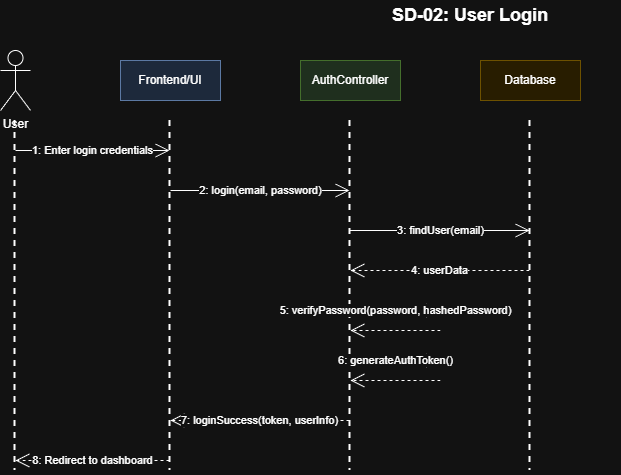 SD-02: User Login
Frontend/UI
AuthController
Database
User
1: Enter login credentials
2: login(email, password)
3: findUser(email)
4: userData
5: verifyPassword(password, hashedPassword)
6: generateAuthToken()
7: loginSuccess(token, userInfo)
8: Redirect to dashboard